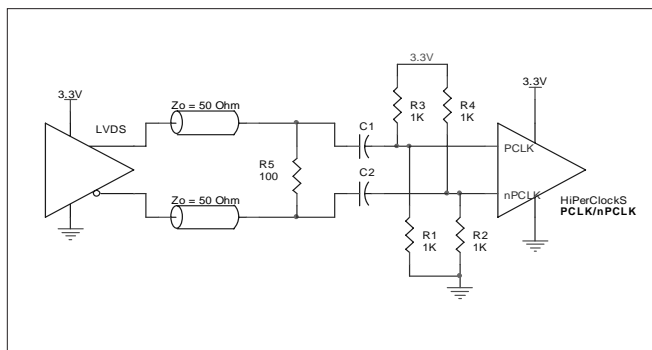 3.3V
3.3V
3.3V
Zo = 50 Ohm
LVDS
R3
1K
R4
1K
C1
R5
100
C2
PCLK
nPCLK
Zo = 50 Ohm
R1
1K
R2
1K
HiPerClockS
PCLK/nPCLK